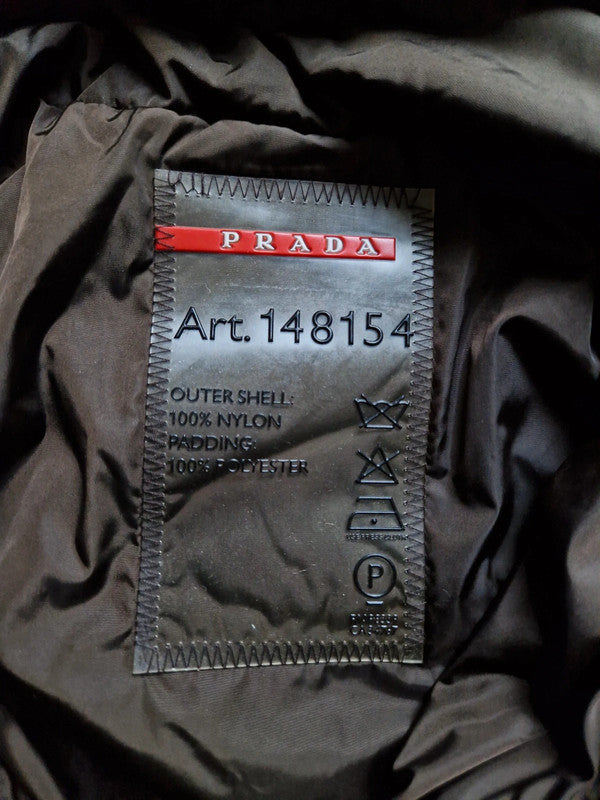 PRADA
Art. 148154
OUTER SHELL:
100% NYLON
PADDING:
100% POLYESTER
P